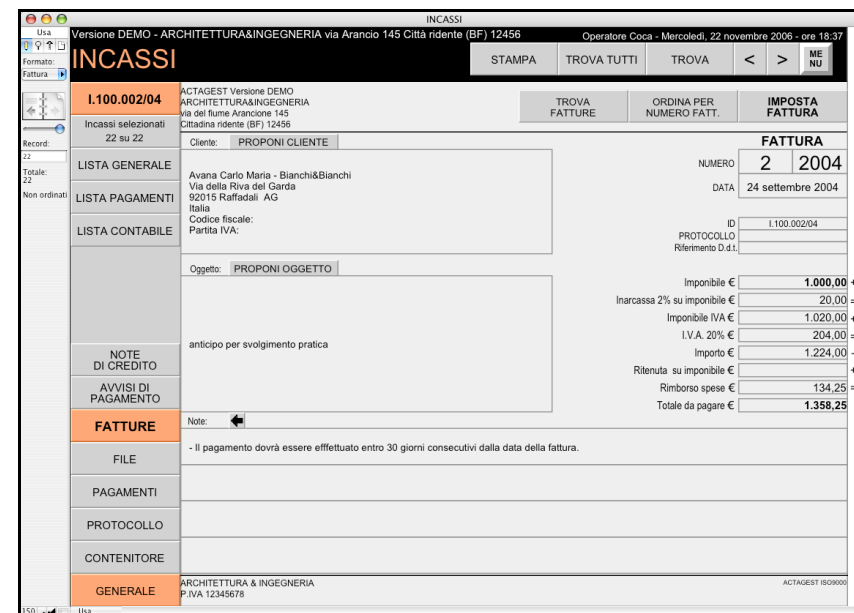 INCASSI
Usa
Versione DEMO - ARCHITETTURA&INGEGNERIA via Arancio 145 Città ridente (BF) 12456
Operatore Coca - Mercoledì, 22 novembre 2006 - ore 18:37
INCASSI
STAMPA
TROVA TUTTI
TROVA
<
>
ME
NU
Formato:
Fattura
Record:
22
Totale:
22
Non ordinati
I.100.002/04
Incassi selezionati
22 su 22
LISTA GENERALE
LISTA PAGAMENTI
LISTA CONTABILE
NOTE
DI CREDITO
AVVISI DI
PAGAMENTO
FATTURE
FILE
PAGAMENTI
PROTOCOLLO
CONTENITORE
GENERALE
ACTAGEST Versione DEMO
ARCHITETTURA&INGEGNERIA
via del fiume Arancione 145
Cittadina ridente (BF) 12456
TROVA
FATTURE
ORDINA PER
NUMERO FATT.
IMPOSTA
FATTURA
Cliente:
PROPONI CLIENTE
Avana Carlo Maria - Bianchi&Bianchi
Via della Riva del Garda
92015 Raffadali AG
Italia
Codice fiscale:
Partita IVA:
FATTURA
NUMERO 2 2004
DATA 24 settembre 2004
ID I.100.002/04
PROTOCOLLO
Riferimento D.d.t.
Oggetto:
PROPONI OGGETTO
anticipo per svolgimento pratica
Imponibile € 1.000,00 +
Inarcassa 2% su imponibile € 20,00 =
Imponibile IVA € 1.020,00 +
I.V.A. 20% € 204,00 =
Importo € 1.224,00 -
Ritenuta su imponibile € +
Rimborso spese € 134,25 =
Totale da pagare € 1.358,25
Note:
- Il pagamento dovrà essere efffettuato entro 30 giorni consecutivi dalla data della fattura.
ARCHITETTURA & INGEGNERIA
P.IVA 12345678
ACTAGEST ISO9000
150
Usa